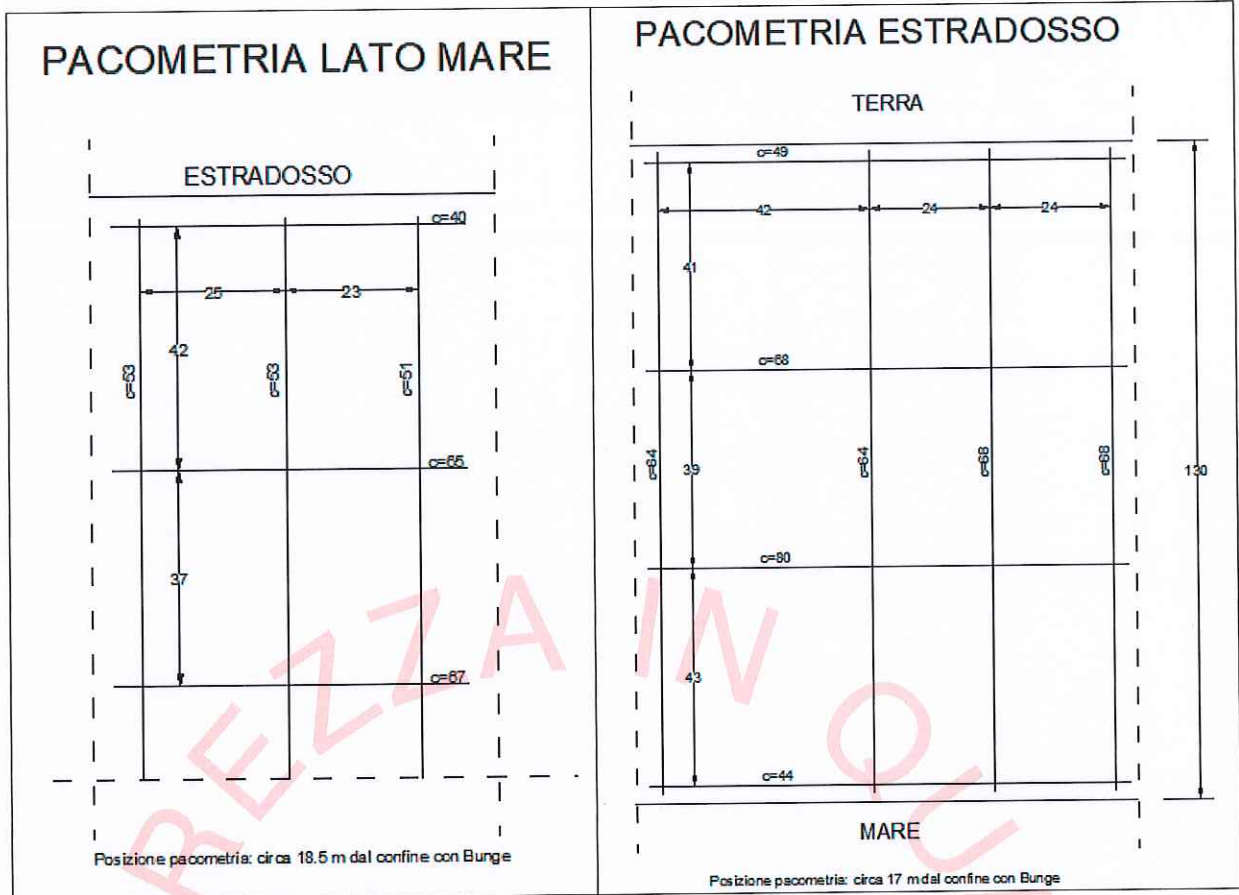 PACOMETRIA LATO MARE
ESTRADOSSO
c=40
25
23
42
c=53
c=53
c=51
c=65
37
c=67
Posizione pacometria: circa 18.5 m dal confine con Bunge
PACOMETRIA ESTRADOSSO
TERRA
c=49
42
24
24
41
c=68
c=64
39
c=64
c=68
c=68
130
c=80
43
c=44
MARE
Posizione pacometria: circa 17 m dal confine con Bunge
REZZA IN QU